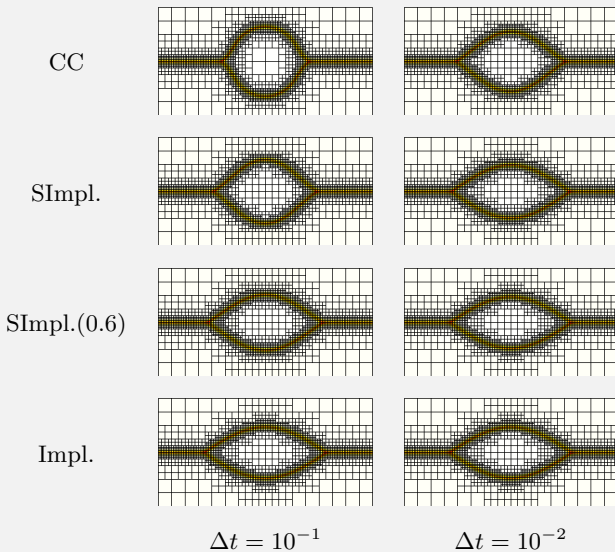 CC
SImpl.
SImpl.(0.6)
Impl.
Δt = 10⁻¹
Δt = 10⁻²